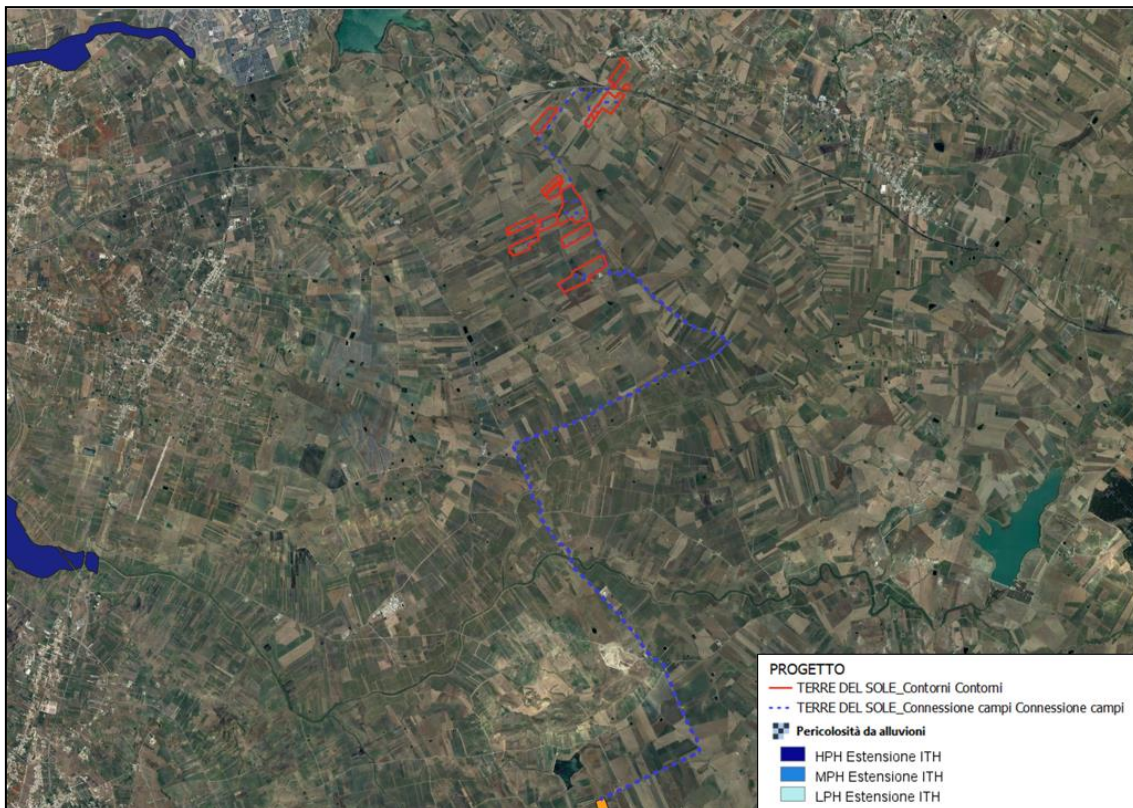 PROGETTO
TERRE DEL SOLE_Contorni Contorni
TERRE DEL SOLE_Connessione campi Connessione campi
Pericolosità da alluvioni
HPH Estensione ITH
MPH Estensione ITH
LPH Estensione ITH